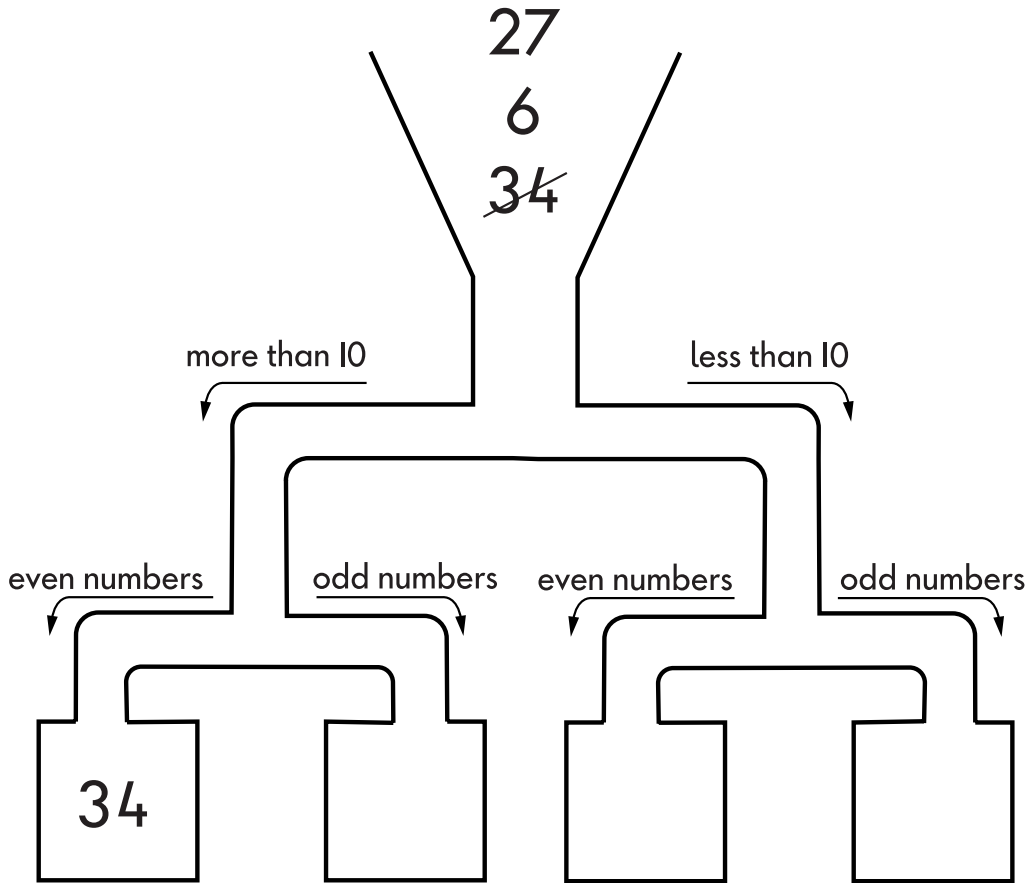 27
6
34
more than 10
less than 10
even numbers
odd numbers
even numbers
odd numbers
34